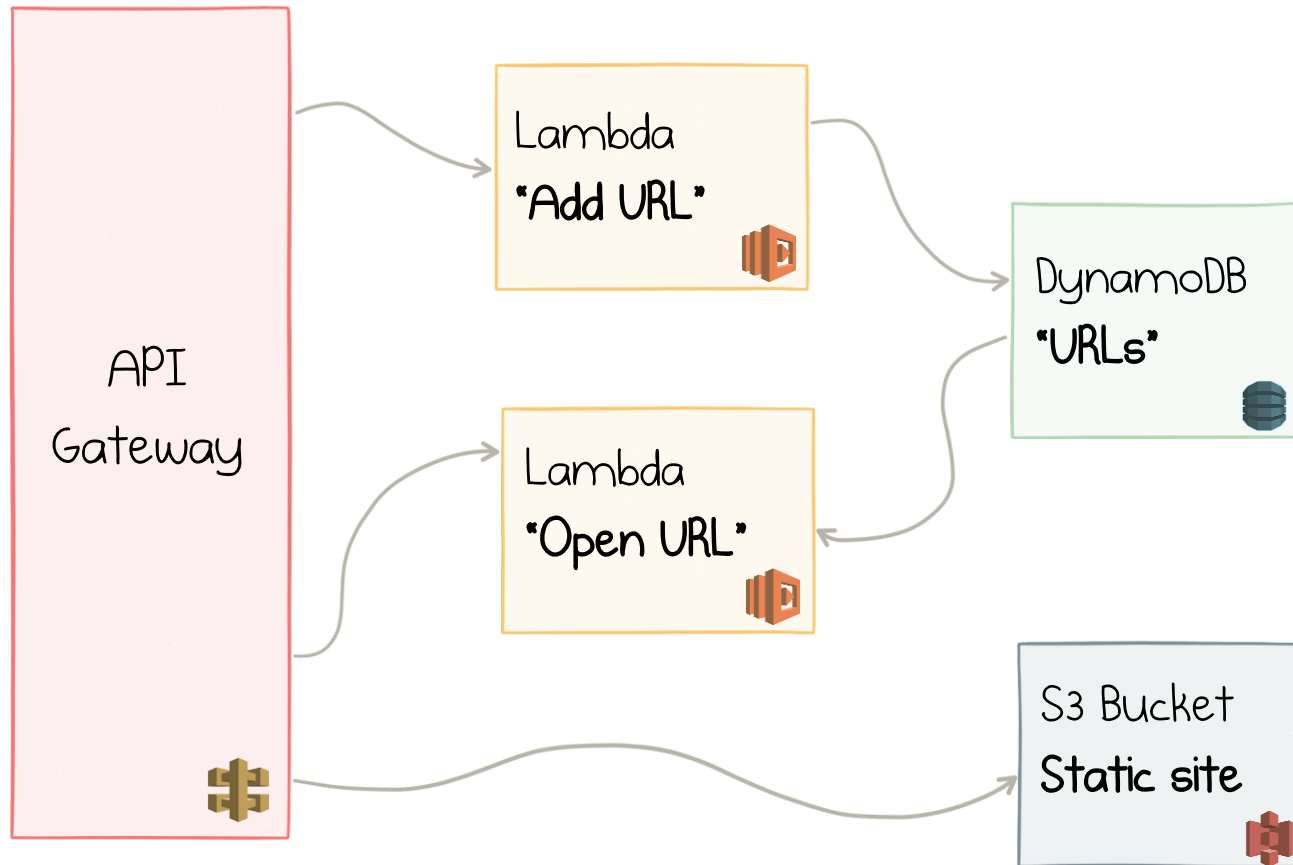 API
Gateway
Lambda
“Add URL”
Lambda
“Open URL”
DynamoDB
“URLs”
S3 Bucket
Static site